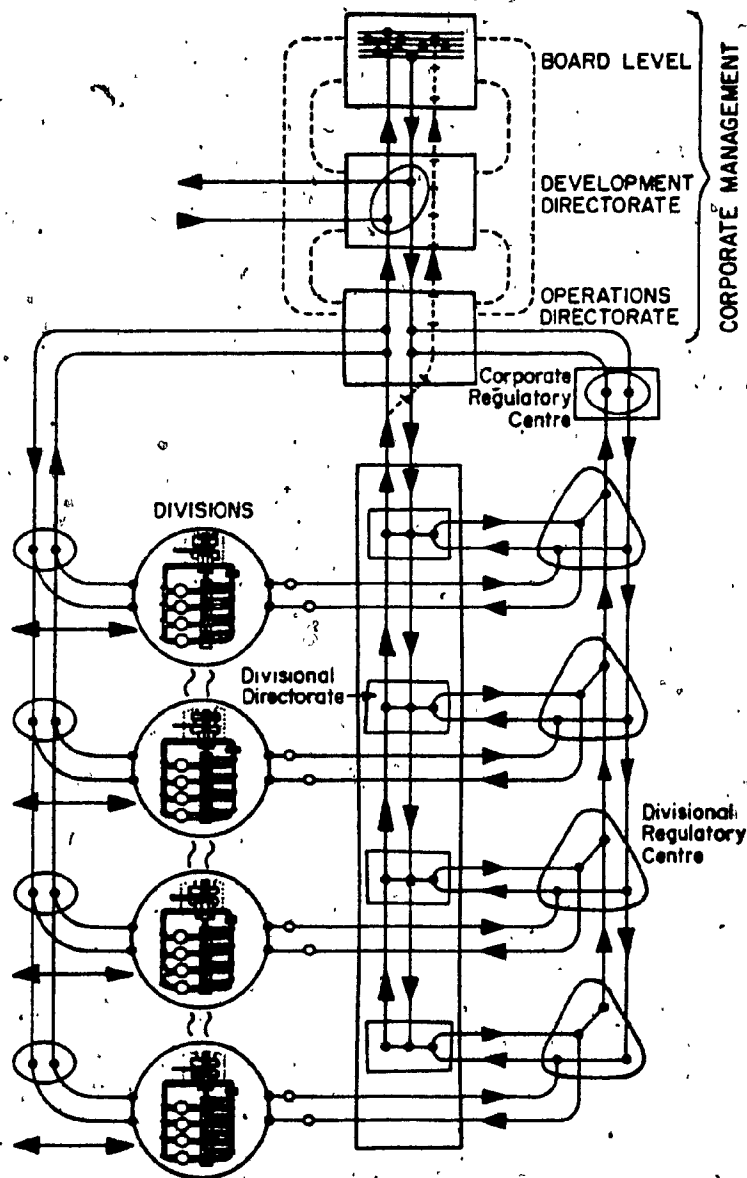 BOARD LEVEL
DEVELOPMENT
DIRECTORATE
OPERATIONS
DIRECTORATE
CORPORATE MANAGEMENT
Corporate
Regulatory
Centre
DIVISIONS
Divisional
Directorate
Divisional
Regulatory
Centre